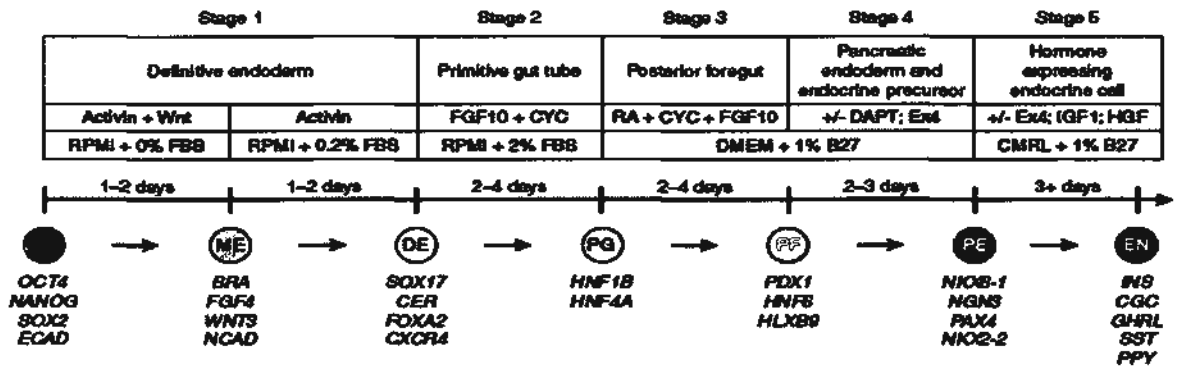 Stage 1 Stage 2 Stage 3 Stage 4 Stage 5
Definitive endoderm
Primitive gut tube
Posterior foregut
Pancreatic
endoderm and
endocrine precursor
Hormone
expressing
endocrine cell
Activin + Wnt Activin FGF10 + CYC RA + CYC + FGF10 +/- DAPT; Ex4 +/- Ex4; IGF1; HGF
RPMI + 0% FBS RPMI + 0.2% FBS RPMI + 2% FBS DMEM + 1% B27 CMRL + 1% B27
1–2 days 1–2 days 2–4 days 2–4 days 2–3 days 3+ days
ME DE PG PF PE EN
OCT4
NANOG
SOX2
ECAD
BRA
FGF4
WNT3
NCAD
SOX17
CER
FOXA2
CXCR4
HNF1B
HNF4A
PDX1
HNF6
HLXB9
NKX6-1
NGN3
PAX4
NKX2-2
INS
CGC
GHRL
SST
PPY